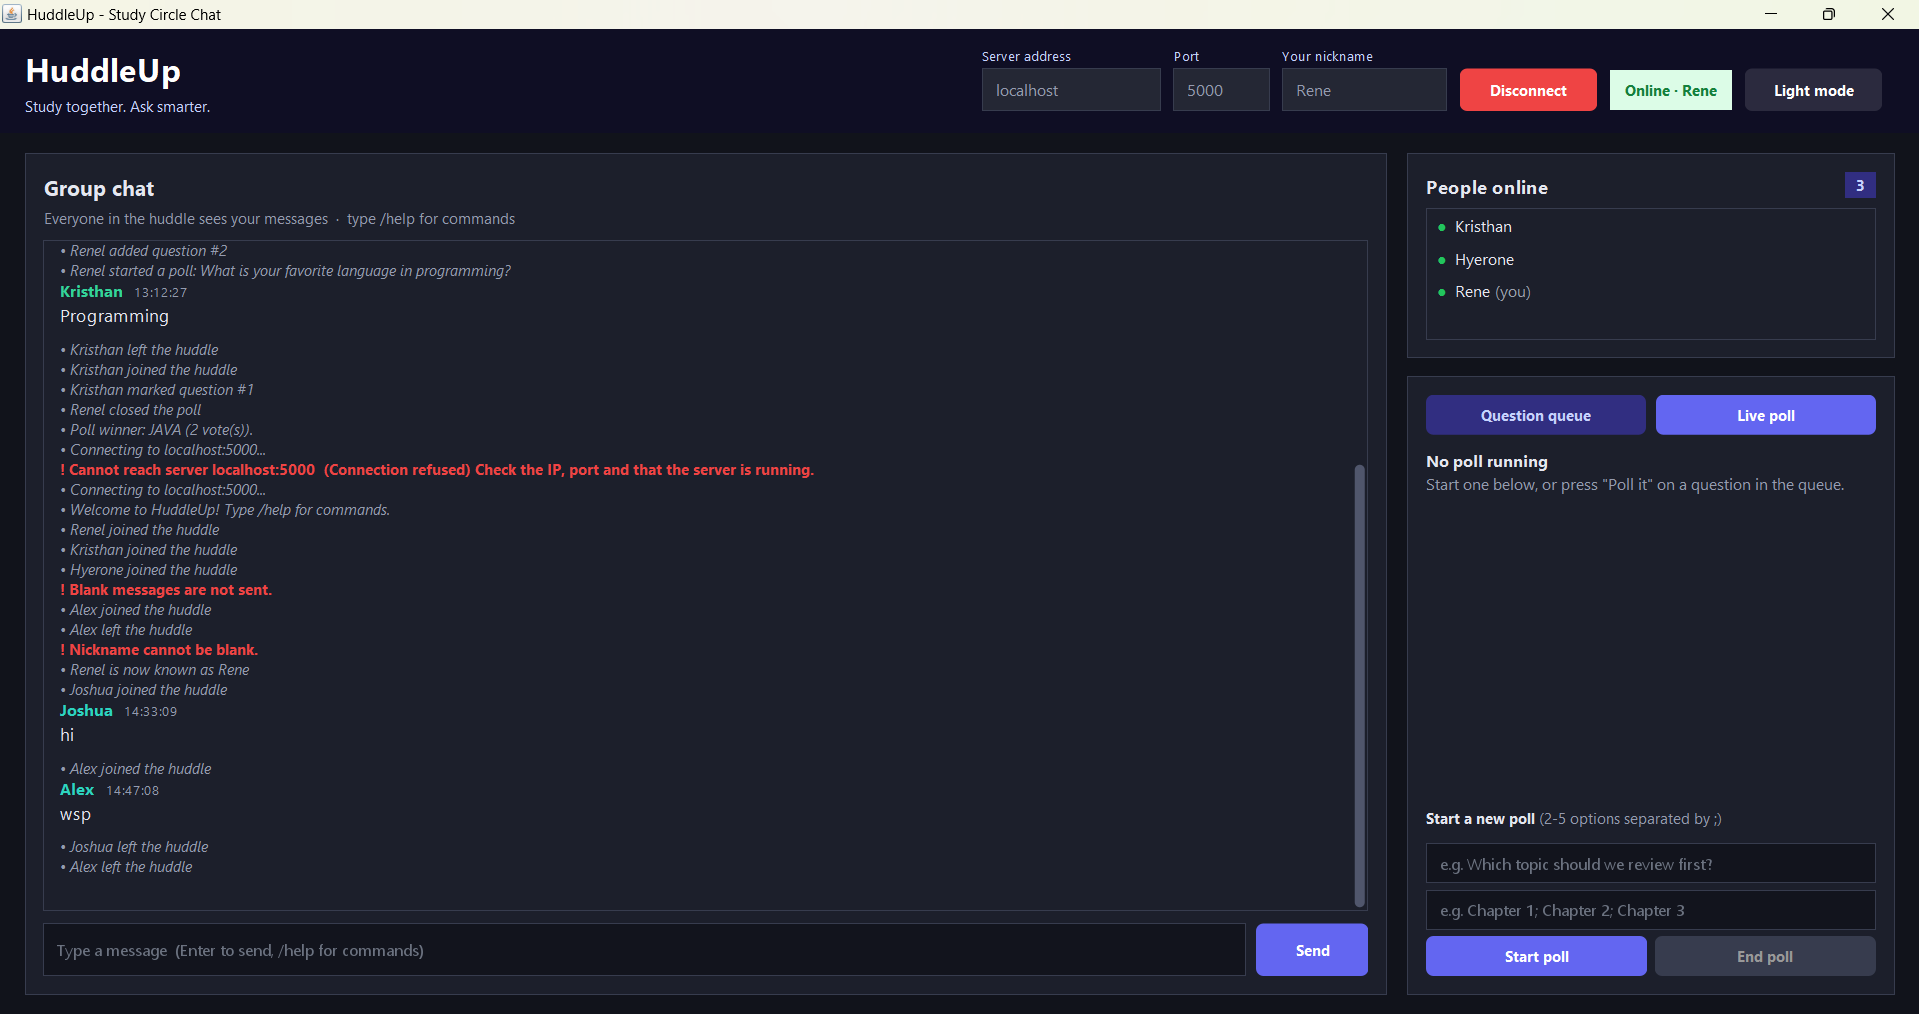 HuddleUp - Study Circle Chat
HuddleUp
Study together. Ask smarter.
Server address
localhost
Port
5000
Your nickname
Rene
Disconnect
Online · Rene
Light mode
Group chat
Everyone in the huddle sees your messages · type /help for commands
• Renel added question #2
• Renel started a poll: What is your favorite language in programming?
Kristhan 13:12:27
Programming
• Kristhan left the huddle
• Kristhan joined the huddle
• Kristhan marked question #1
• Renel closed the poll
• Poll winner: JAVA (2 vote(s)).
• Connecting to localhost:5000...
! Cannot reach server localhost:5000 (Connection refused) Check the IP, port and that the server is running.
• Connecting to localhost:5000...
• Welcome to HuddleUp! Type /help for commands.
• Renel joined the huddle
• Kristhan joined the huddle
• Hyerone joined the huddle
! Blank messages are not sent.
• Alex joined the huddle
• Alex left the huddle
! Nickname cannot be blank.
• Renel is now known as Rene
• Joshua joined the huddle
Joshua 14:33:09
hi
• Alex joined the huddle
Alex 14:47:08
wsp
• Joshua left the huddle
• Alex left the huddle
Type a message (Enter to send, /help for commands)
Send
People online
3
Kristhan
Hyerone
Rene (you)
Question queue
Live poll
No poll running
Start one below, or press "Poll it" on a question in the queue.
Start a new poll (2-5 options separated by ;)
e.g. Which topic should we review first?
e.g. Chapter 1; Chapter 2; Chapter 3
Start poll
End poll